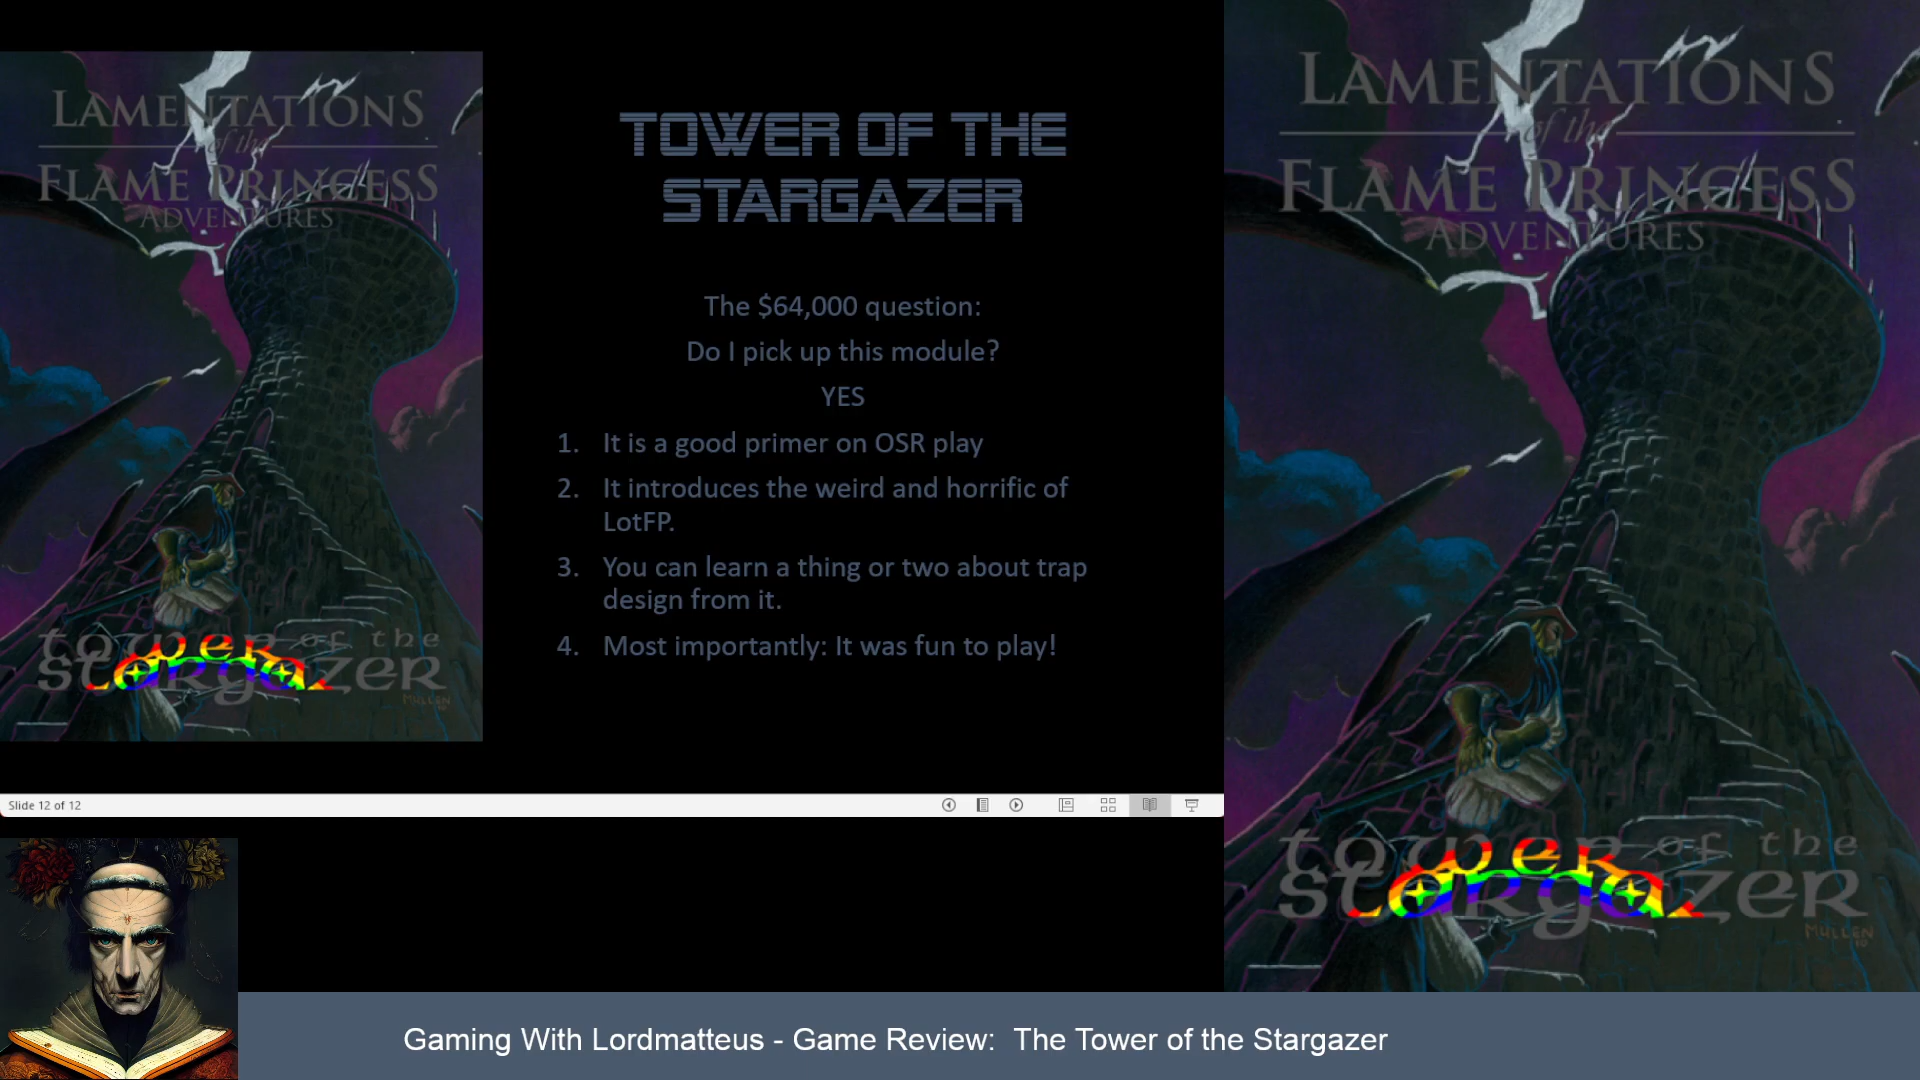 LAMENTATIONS
of the
FLAME PRINCESS
ADVENTURES
tower of the
stargazer
MULLEN
10
TOWER OF THE
STARGAZER
The $64,000 question:
Do I pick up this module?
YES
1. It is a good primer on OSR play
2. It introduces the weird and horrific of
LotFP.
3. You can learn a thing or two about trap
design from it.
4. Most importantly: It was fun to play!
Slide 12 of 12
LAMENTATIONS
of the
FLAME PRINCESS
ADVENTURES
tower of the
stargazer
MULLEN
10
Gaming With Lordmatteus - Game Review:  The Tower of the Stargazer